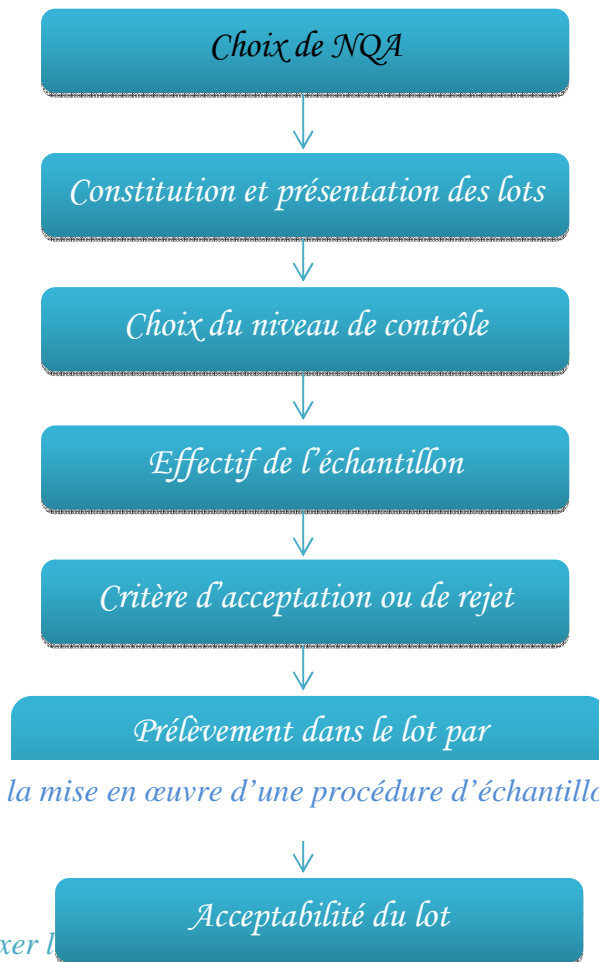 Choix de NQA
Constitution et présentation des lots
Choix du niveau de contrôle
Effectif de l'échantillon
Critère d'acceptation ou de rejet
Prélèvement dans le lot par
la mise en œuvre d'une procédure d'échantillo
Acceptabilité du lot
xer l